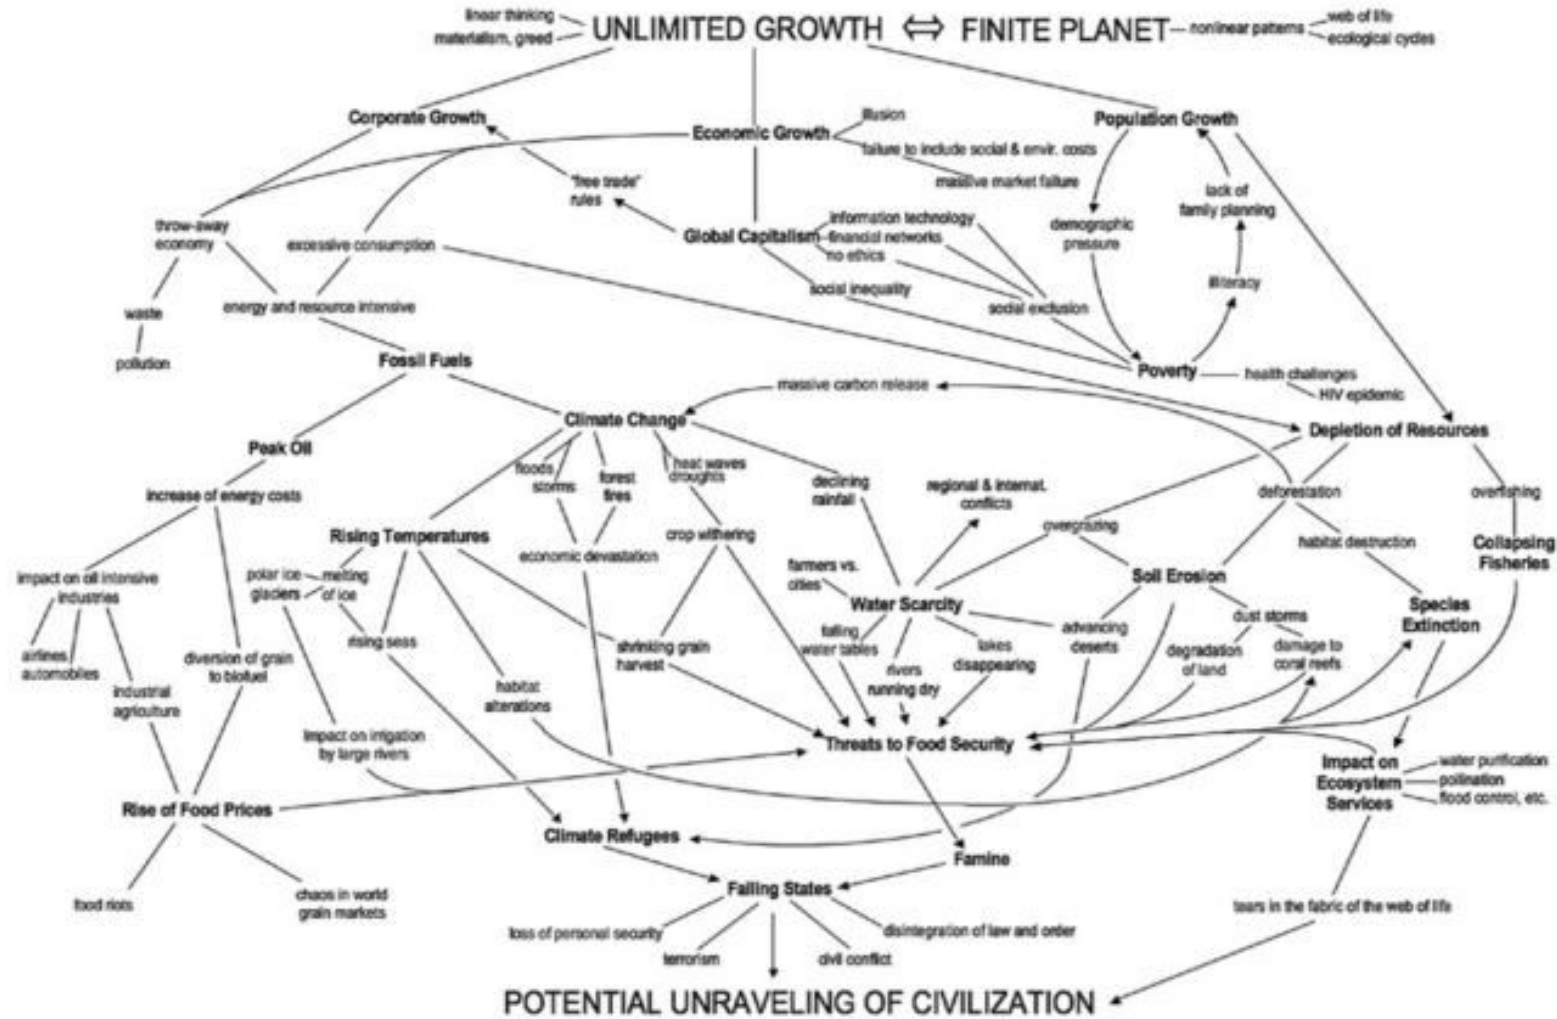 linear thinking
materialism, greed
UNLIMITED GROWTH ⇔ FINITE PLANET
nonlinear patterns
web of life
ecological cycles
Corporate Growth
Economic Growth
illusion
failure to include social & envir. costs
massive market failure
Population Growth
"free trade"
rules
lack of
family planning
throw-away
economy
excessive consumption
Global Capitalism
information technology
financial networks
no ethics
demographic
pressure
social inequality
illiteracy
waste
energy and resource intensive
social exclusion
pollution
Fossil Fuels
Poverty
health challenges
HIV epidemic
massive carbon release
Climate Change
Depletion of Resources
Peak Oil
floods
storms
forest
fires
heat waves
droughts
declining
rainfall
regional & internat.
conflicts
deforestation
overfishing
increase of energy costs
overgrazing
Rising Temperatures
economic devastation
crop withering
habitat destruction
Collapsing
Fisheries
impact on oil intensive
industries
polar ice
glaciers
melting
of ice
farmers vs.
cities
Soil Erosion
Water Scarcity
Species
Extinction
dust storms
rising seas
shrinking grain
harvest
falling
water tables
lakes
disappearing
advancing
deserts
degradation
of land
damage to
coral reefs
airlines
automobiles
diversion of grain
to biofuel
rivers
running dry
industrial
agriculture
habitat
alterations
Impact on irrigation
by large rivers
Threats to Food Security
Impact on
Ecosystem
Services
water purification
pollination
flood control, etc.
Rise of Food Prices
Climate Refugees
Famine
Failing States
food riots
chaos in world
grain markets
tears in the fabric of the web of life
loss of personal security
terrorism
civil conflict
disintegration of law and order
POTENTIAL UNRAVELING OF CIVILIZATION